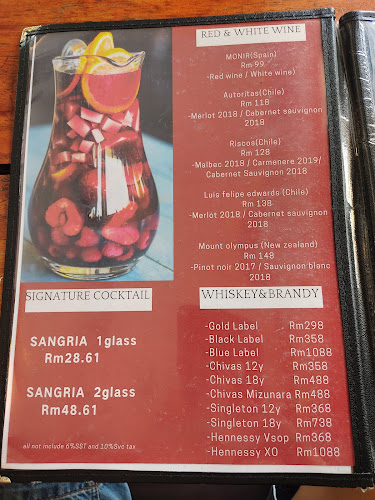 RED & WHITE WINE
MONIR(Spain)
Rm 99
-Red wine / White wine)
Autoritas(Chile)
Rm 118
-Merlot 2018 / Cabernet sauvignon
2018
Riscos(Chile)
Rm 128
-Malbec 2018 / Carmenere 2019/
Cabernet Sauvignon 2018
Luis felipe edwards (Chile)
Rm 138
-Merlot 2018 / Cabernet sauvignon
2018
Mount olympus (New zealand)
Rm 148
-Pinot noir 2017 / Sauvignon blanc
2018
SIGNATURE COCKTAIL
SANGRIA 1glass
Rm28.61
SANGRIA 2glass
Rm48.61
all not include 6%SST and 10%Svc tax
WHISKEY&BRANDY
-Gold Label Rm298
-Black Label Rm358
-Blue Label Rm1088
-Chivas 12y Rm358
-Chivas 18y Rm488
-Chivas Mizunara Rm488
-Singleton 12y Rm368
-Singleton 18y Rm738
-Hennessy Vsop Rm368
-Hennessy XO Rm1088